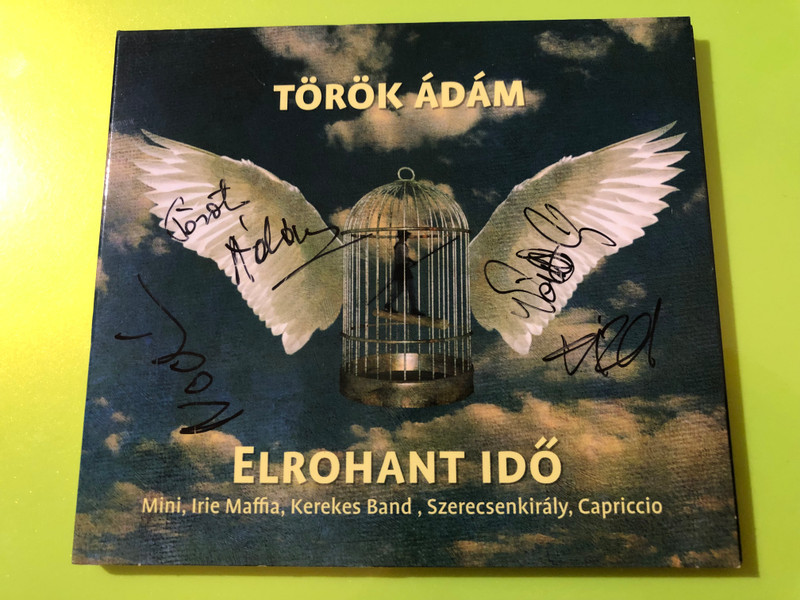 TÖRÖK ÁDÁM
Török
Ádám
ELROHANT IDŐ
Mini, Irie Maffia, Kerekes Band , Szerecsenkirály, Capriccio